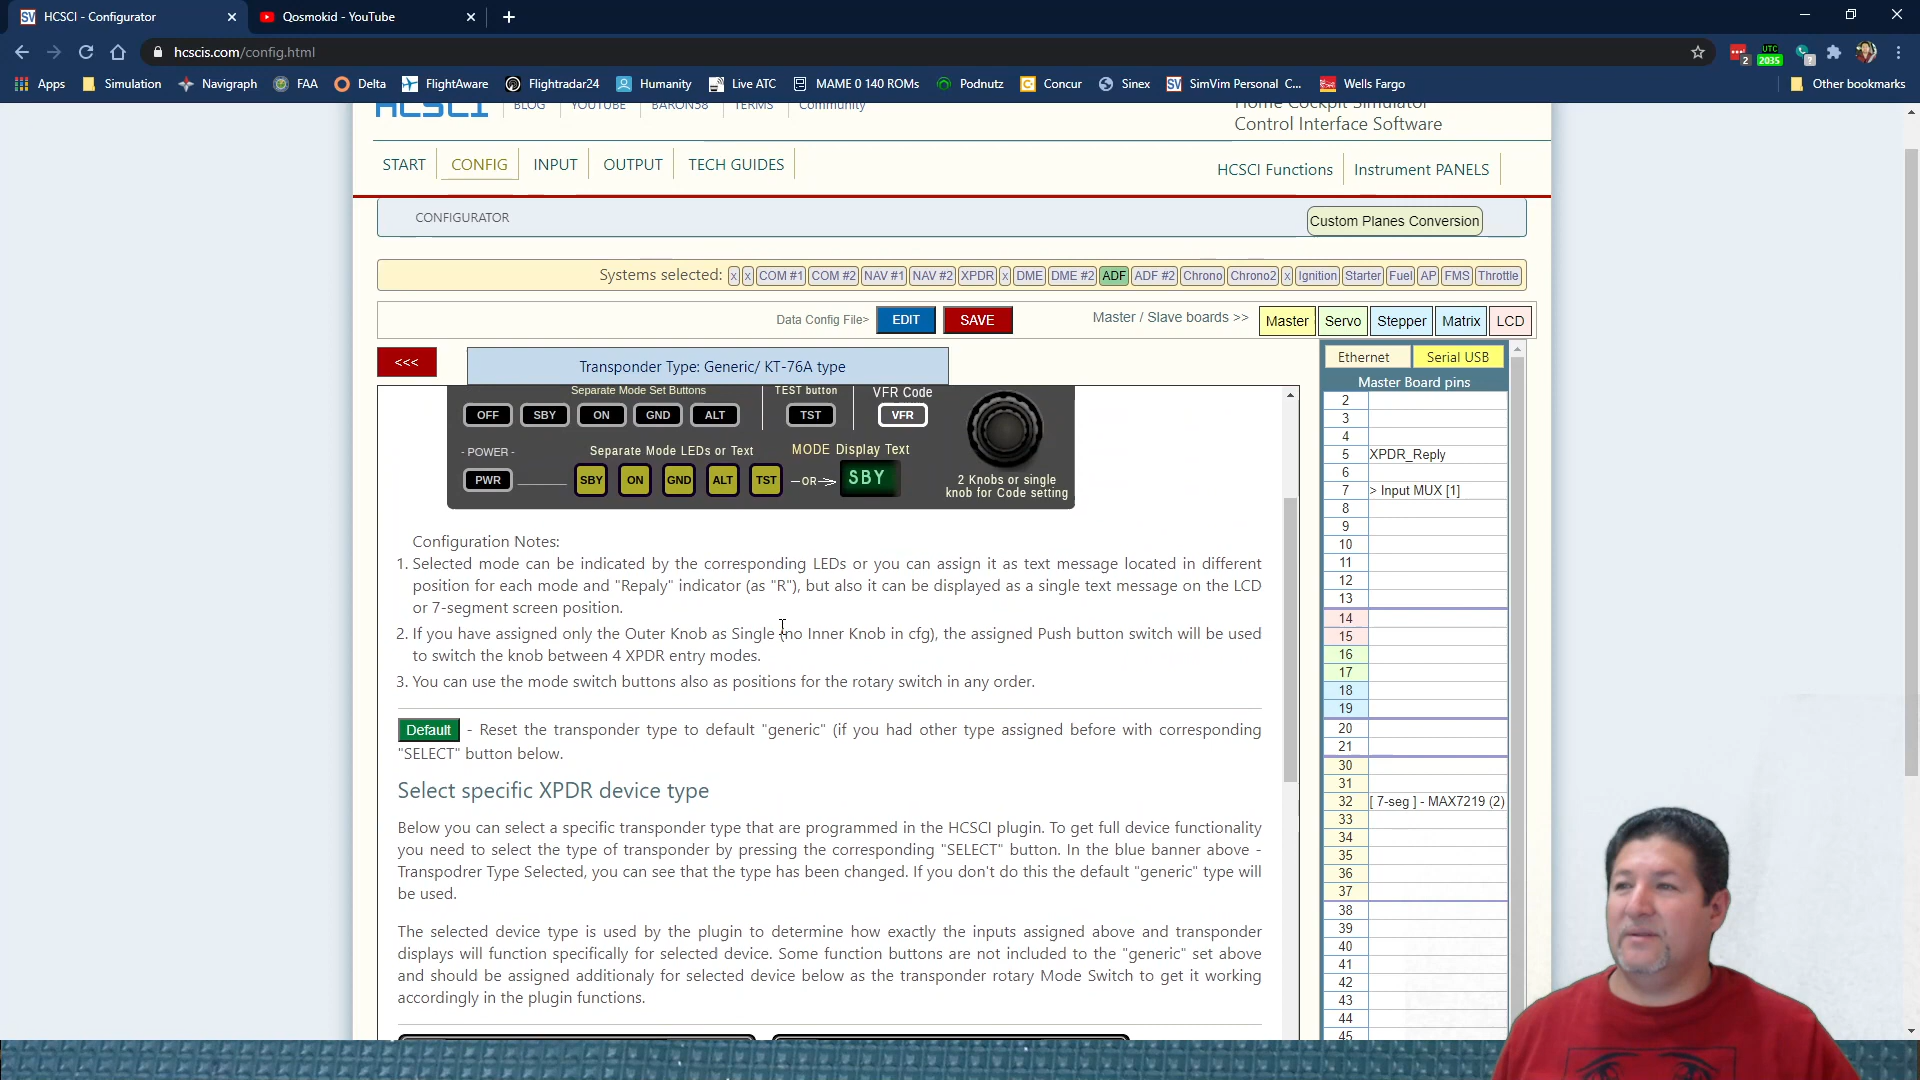 HCSCI - Configurator
Qosmokid - YouTube
hcscis.com/config.html
UTC
2035
2
?
Apps
Simulation
Navigraph
FAA
Delta
FlightAware
Flightradar24
Humanity
Live ATC
MAME 0 140 ROMs
Podnutz
Concur
Sinex
SimVim Personal C...
Wells Fargo
Other bookmarks
HCSCI
BLOG
YOUTUBE
BARON58
TERMS
Community
Home Cockpit Simulator
Control Interface Software
START
CONFIG
INPUT
OUTPUT
TECH GUIDES
HCSCI Functions
Instrument PANELS
CONFIGURATOR
Custom Planes Conversion
Systems selected: x x COM #1 COM #2 NAV #1 NAV #2 XPDR x DME DME #2 ADF ADF #2 Chrono Chrono2 x Ignition Starter Fuel AP FMS Throttle
Data Config File> EDIT SAVE
Master / Slave boards >> Master Servo Stepper Matrix LCD
<<<
Transponder Type: Generic/ KT-76A type
Separate Mode Set Buttons
TEST button
VFR Code
OFF SBY ON GND ALT TST VFR
- POWER -
Separate Mode LEDs or Text
MODE Display Text
PWR SBY ON GND ALT TST —OR→ SBY
2 Knobs or single
knob for Code setting
Configuration Notes:
1. Selected mode can be indicated by the corresponding LEDs or you can assign it as text message located in different
position for each mode and "Repaly" indicator (as "R"), but also it can be displayed as a single text message on the LCD
or 7-segment screen position.
2. If you have assigned only the Outer Knob as Single (no Inner Knob in cfg), the assigned Push button switch will be used
to switch the knob between 4 XPDR entry modes.
3. You can use the mode switch buttons also as positions for the rotary switch in any order.
Default - Reset the transponder type to default "generic" (if you had other type assigned before with corresponding
"SELECT" button below.
Select specific XPDR device type
Below you can select a specific transponder type that are programmed in the HCSCI plugin. To get full device functionality
you need to select the type of transponder by pressing the corresponding "SELECT" button. In the blue banner above -
Transpodrer Type Selected, you can see that the type has been changed. If you don't do this the default "generic" type will
be used.
The selected device type is used by the plugin to determine how exactly the inputs assigned above and transponder
displays will function specifically for selected device. Some function buttons are not included to the "generic" set above
and should be assigned additionaly for selected device below as the transponder rotary Mode Switch to get it working
accordingly in the plugin functions.
Ethernet
Serial USB
Master Board pins
2
3
4
5 XPDR_Reply
6
7 > Input MUX [1]
8
9
10
11
12
13
14
15
16
17
18
19
20
21
30
31
32 [ 7-seg ] - MAX7219 (2)
33
34
35
36
37
38
39
40
41
42
43
44
45